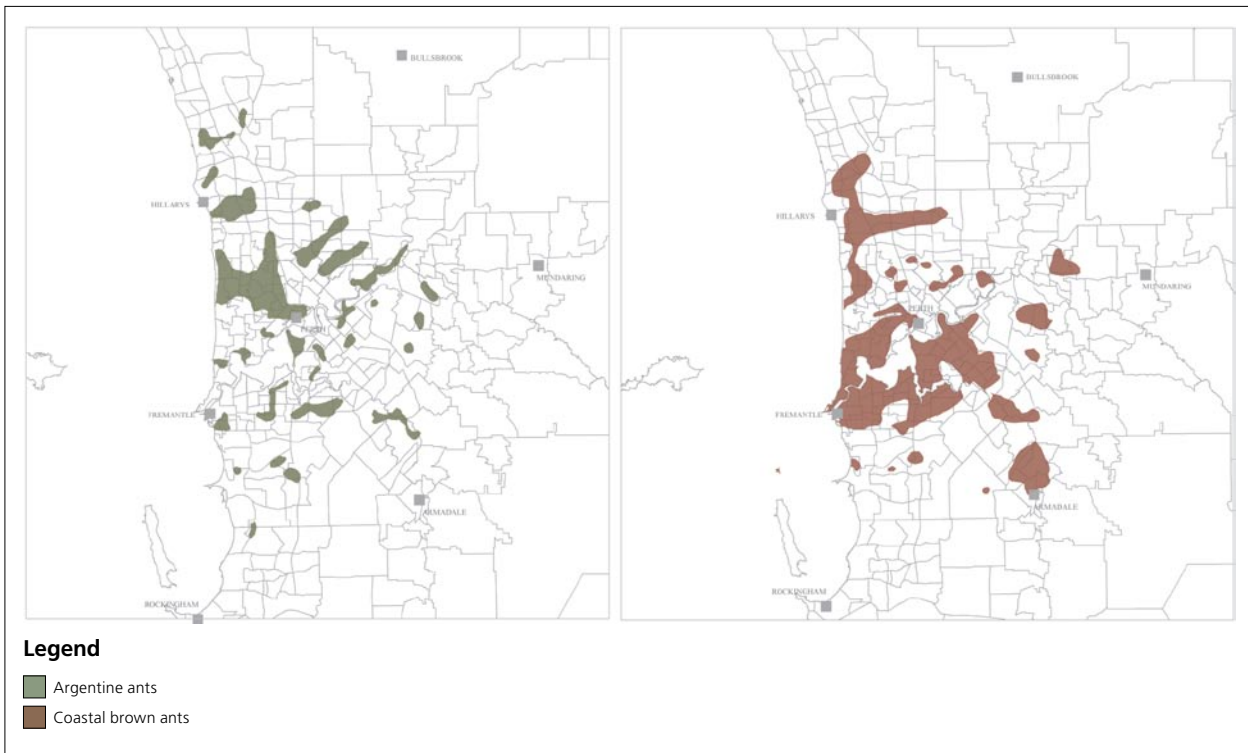 BULLSBROOK
HILLARYS
MUNDARING
PERTH
FREMANTLE
ARMADALE
ROCKINGHAM
BULLSBROOK
HILLARYS
MUNDARING
PERTH
FREMANTLE
ARMADALE
ROCKINGHAM
Legend
Argentine ants
Coastal brown ants